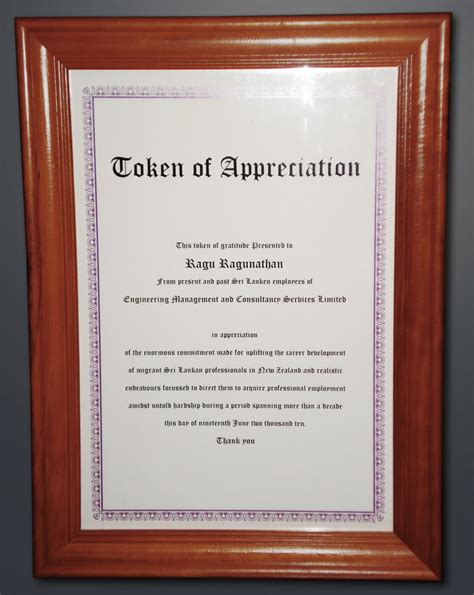 Token of Appreciation
This token of gratitude Presented to
Ragu Ragunathan
From present and past Sri Lanken employees of
Engineering Management and Consultancy Services Limited
in appreciation
of the enormous commitment made for uplifting the career development
of migrant Sri Lankan professionals in New Zealand and realistic
endeavours focussed to direct them to acquire professional employment
amidst untold hardship during a period spanning more than a decade
this day of nineteenth June two thousand ten.
Thank you